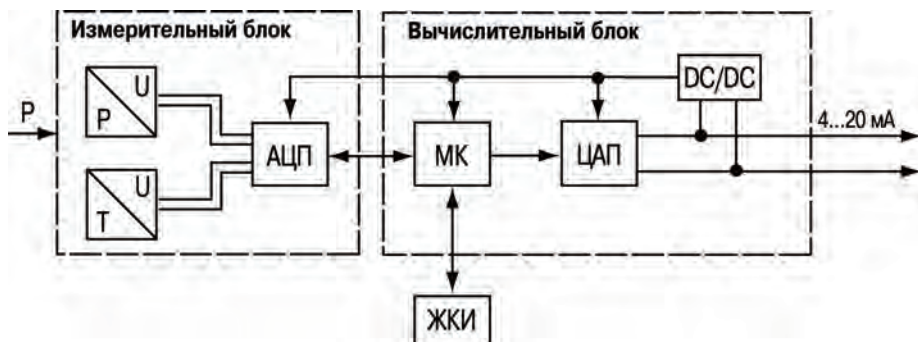 Измерительный блок
Вычислительный блок
DC/DC
P
U
P
АЦП
МК
ЦАП
4...20 мА
U
T
ЖКИ